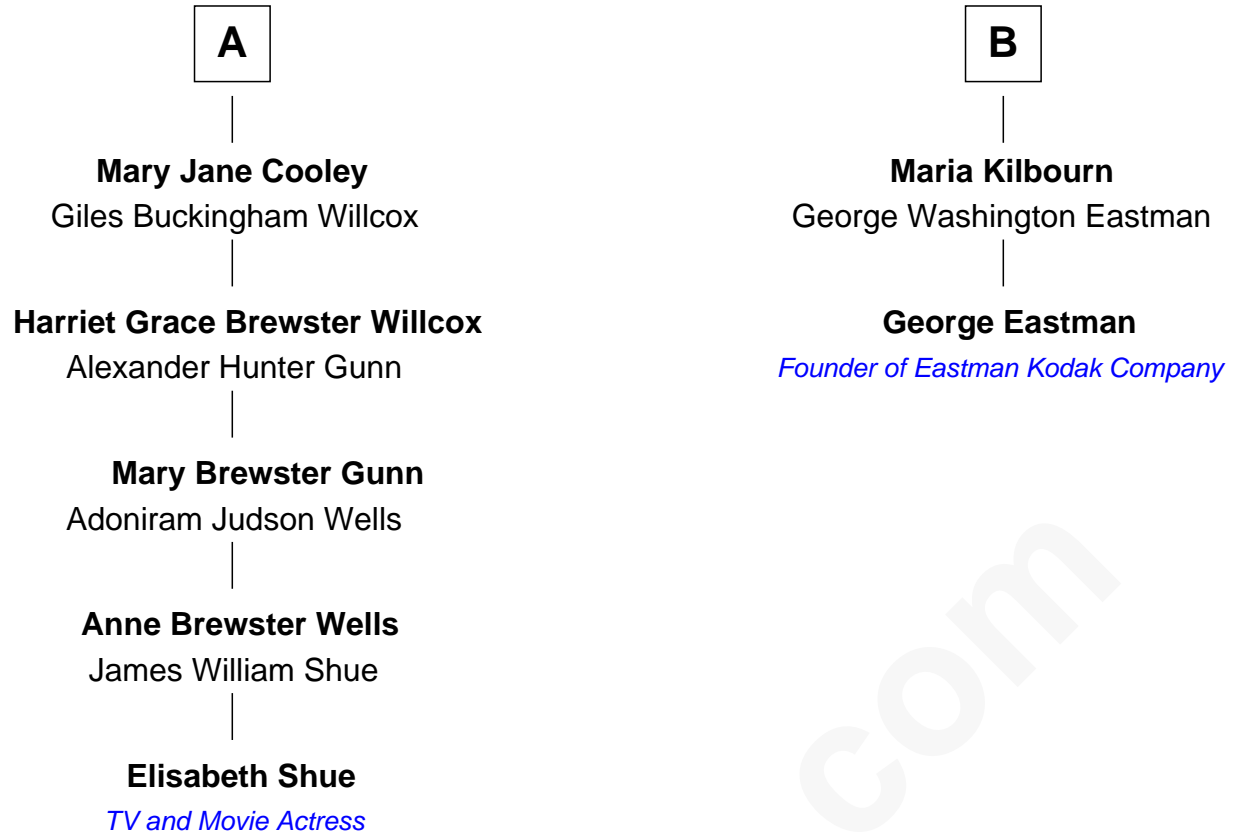 A
Mary Jane Cooley
Giles Buckingham Willcox
Harriet Grace Brewster Willcox
Alexander Hunter Gunn
Mary Brewster Gunn
Adoniram Judson Wells
Anne Brewster Wells
James William Shue
Elisabeth Shue
TV and Movie Actress
B
Maria Kilbourn
George Washington Eastman
George Eastman
Founder of Eastman Kodak Company
com